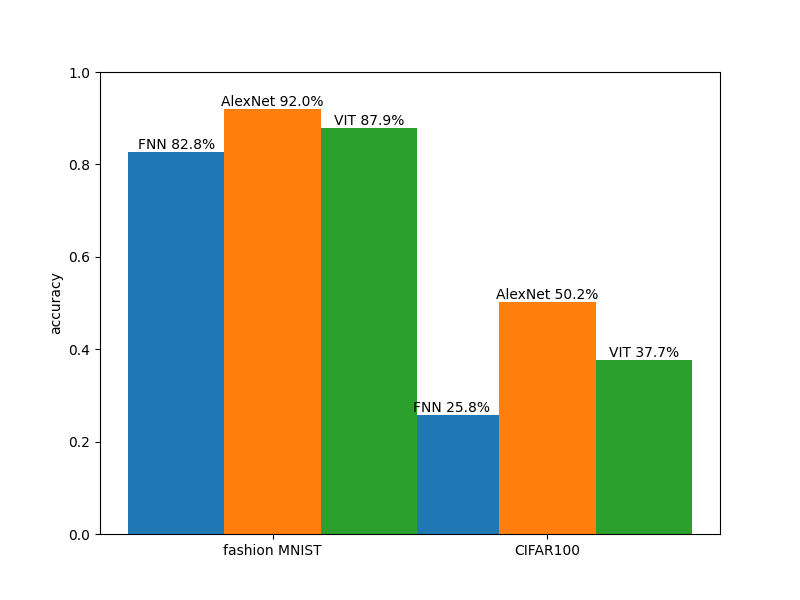 accuracy
1.0
0.8
0.6
0.4
0.2
0.0
FNN 82.8%
AlexNet 92.0%
VIT 87.9%
FNN 25.8%
AlexNet 50.2%
VIT 37.7%
fashion MNIST
CIFAR100